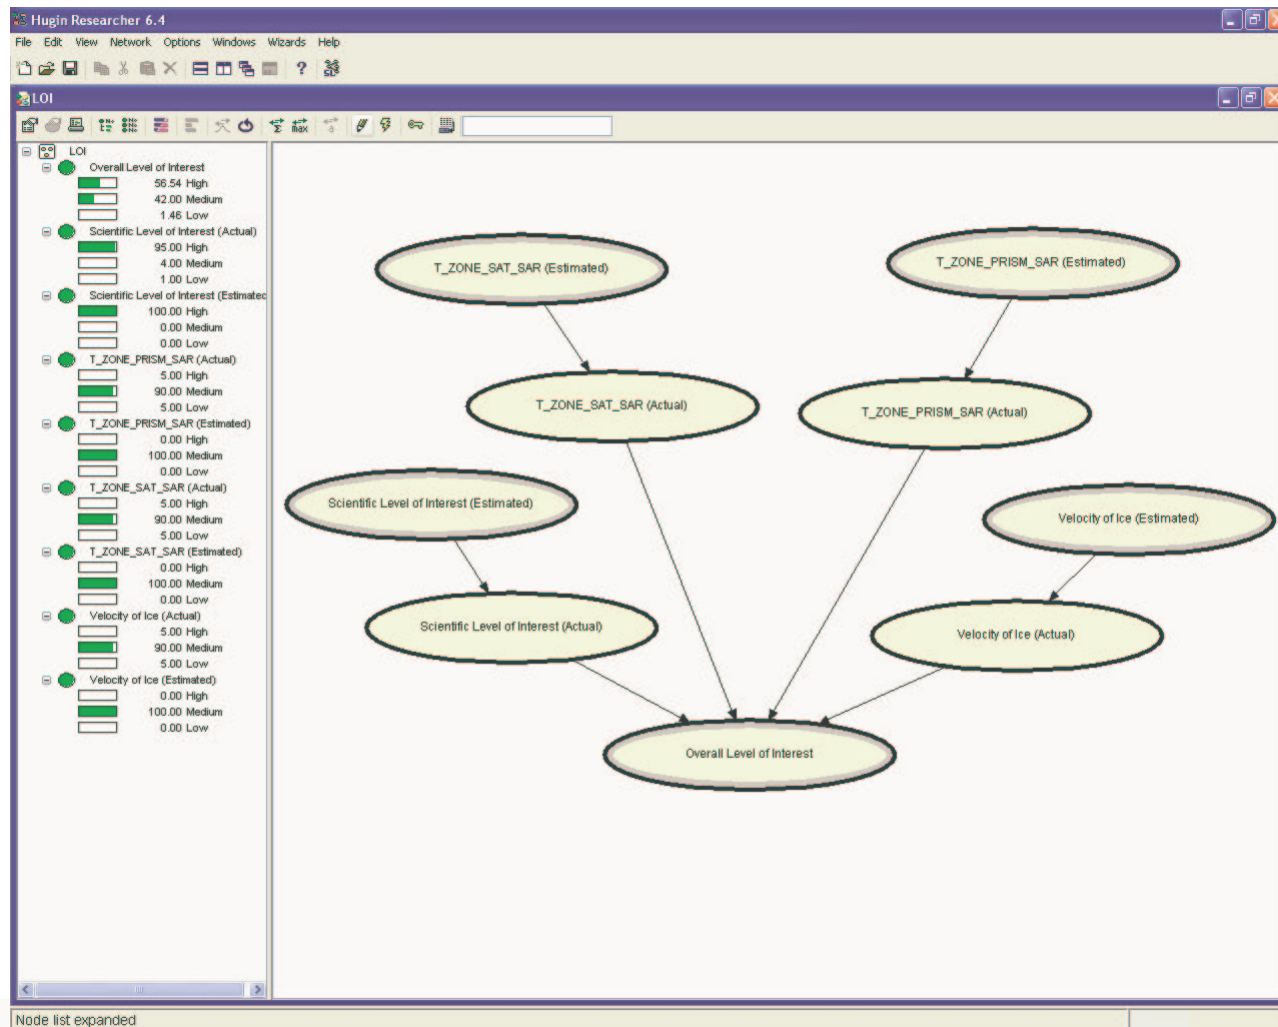 Hugin Researcher 6.4
File Edit View Network Options Windows Wizards Help
LOI
LOI
Overall Level of Interest
56.54 High
42.00 Medium
1.46 Low
Scientific Level of Interest (Actual)
95.00 High
4.00 Medium
1.00 Low
Scientific Level of Interest (Estimatec
100.00 High
0.00 Medium
0.00 Low
T_ZONE_PRISM_SAR (Actual)
5.00 High
90.00 Medium
5.00 Low
T_ZONE_PRISM_SAR (Estimated)
0.00 High
100.00 Medium
0.00 Low
T_ZONE_SAT_SAR (Actual)
5.00 High
90.00 Medium
5.00 Low
T_ZONE_SAT_SAR (Estimated)
0.00 High
100.00 Medium
0.00 Low
Velocity of Ice (Actual)
5.00 High
90.00 Medium
5.00 Low
Velocity of Ice (Estimated)
0.00 High
100.00 Medium
0.00 Low
T_ZONE_SAT_SAR (Estimated)
T_ZONE_PRISM_SAR (Estimated)
T_ZONE_SAT_SAR (Actual)
T_ZONE_PRISM_SAR (Actual)
Scientific Level of Interest (Estimated)
Velocity of Ice (Estimated)
Scientific Level of Interest (Actual)
Velocity of Ice (Actual)
Overall Level of Interest
Node list expanded